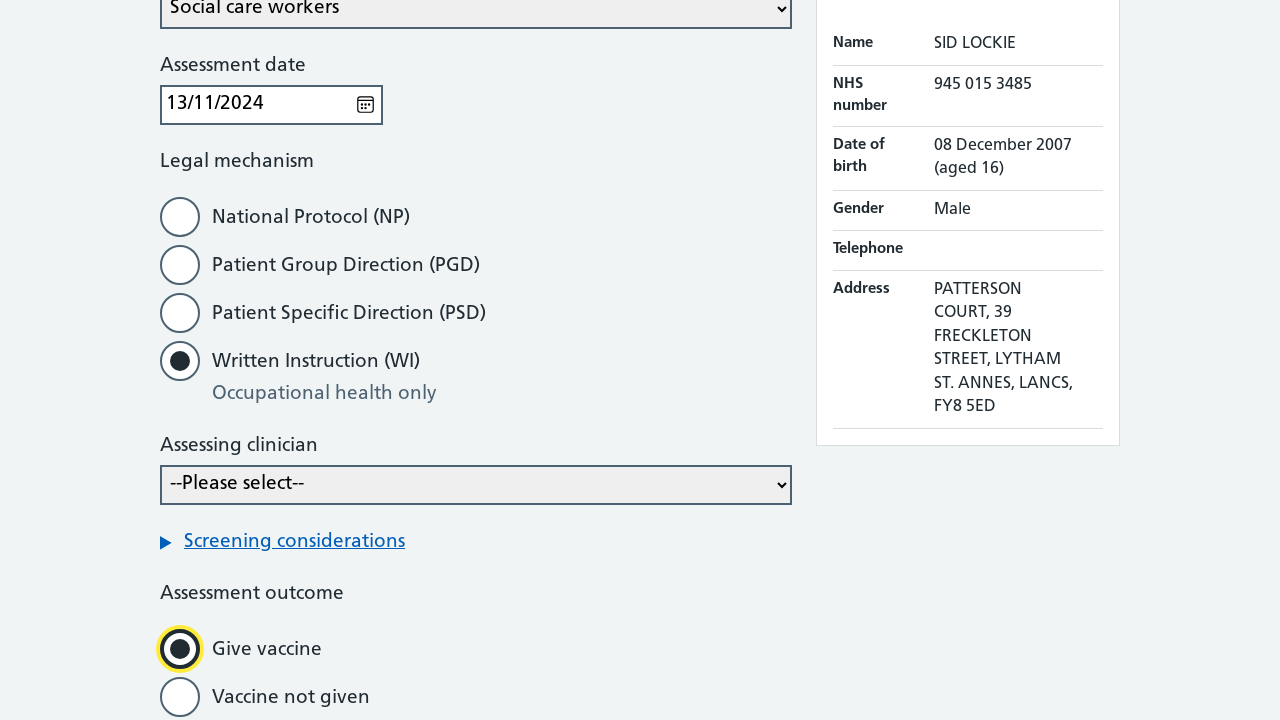 Social care workers
Assessment date
13/11/2024
Legal mechanism
National Protocol (NP)
Patient Group Direction (PGD)
Patient Specific Direction (PSD)
Written Instruction (WI)
Occupational health only
Assessing clinician
--Please select--
Screening considerations
Assessment outcome
Give vaccine
Vaccine not given
Name SID LOCKIE
NHS number 945 015 3485
Date of birth 08 December 2007
(aged 16)
Gender Male
Telephone
Address PATTERSON
COURT, 39
FRECKLETON
STREET, LYTHAM
ST. ANNES, LANCS,
FY8 5ED